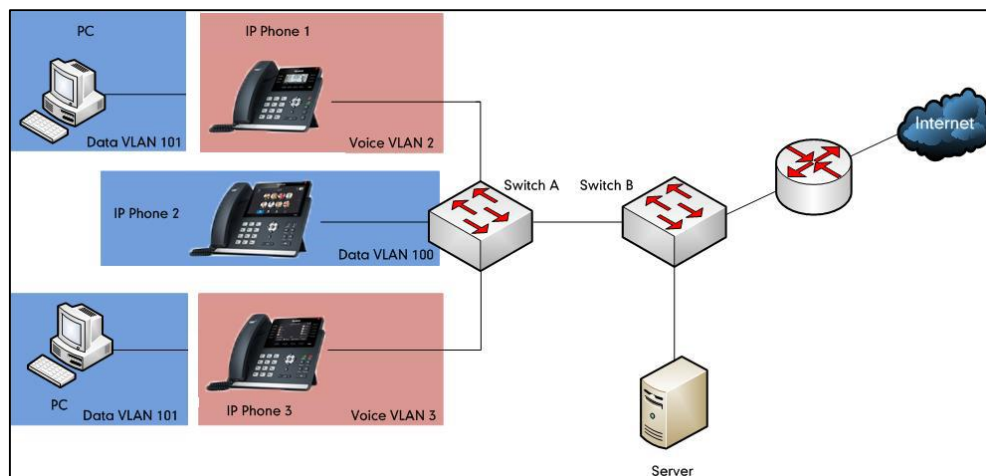 PC
IP Phone 1
Data VLAN 101
Voice VLAN 2
Internet
Switch A
Switch B
IP Phone 2
Data VLAN 100
PC
Data VLAN 101
IP Phone 3
Voice VLAN 3
Server